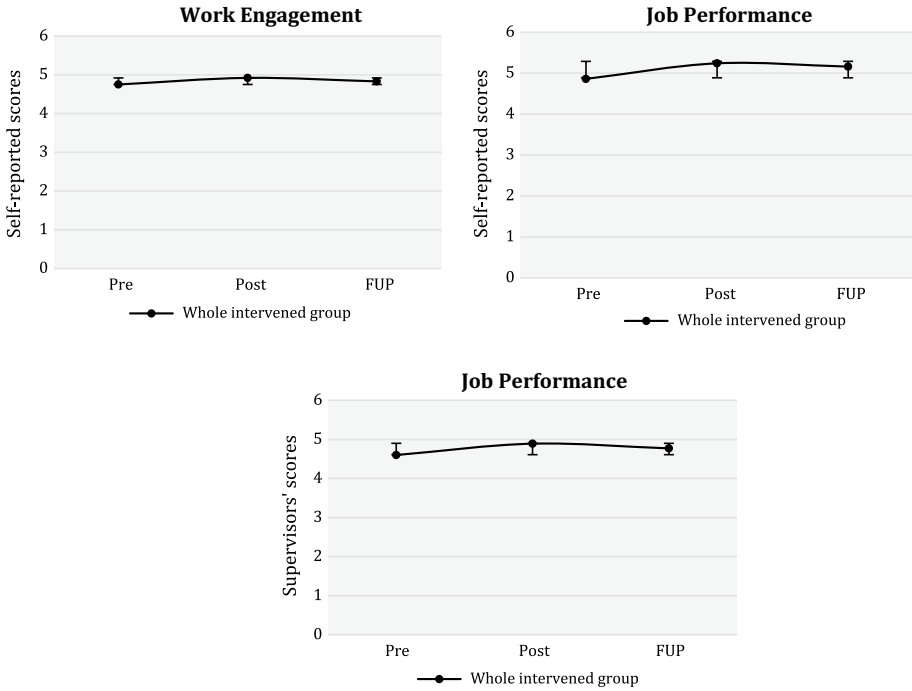 Work Engagement
6
5
4
3
2
1
0
Self-reported scores
Pre Post FUP
Whole intervened group
Job Performance
6
5
4
3
2
1
0
Self-reported scores
Pre Post FUP
Whole intervened group
Job Performance
6
5
4
3
2
1
0
Supervisors' scores
Pre Post FUP
Whole intervened group